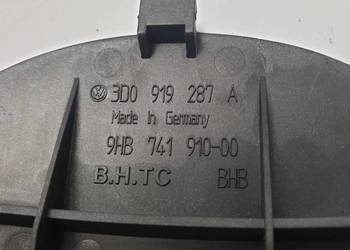 3D0 919 287 A
Made In Germany
9HB 741 910-00
B.H.TC BHB